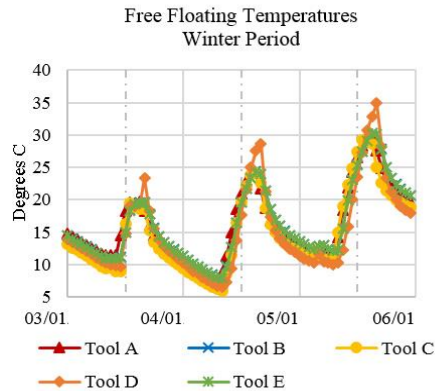 Free Floating Temperatures
Winter Period
40
35
30
25
20
15
10
5
Degrees C
03/01 04/01 05/01 06/01
Tool A Tool B Tool C
Tool D Tool E